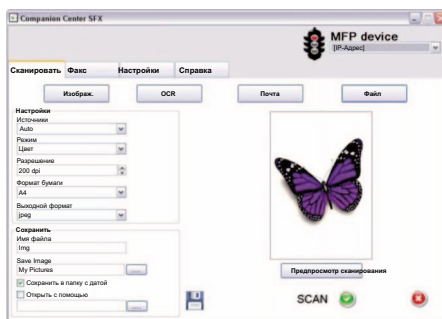 Companion Center SFX
MFP device
[IP-Адрес]
Сканировать Факс Настройки Справка
Изображ. OCR Почта Файл
Настройки
Источники
Auto
Режим
Цвет
Разрешение
200 dpi
Формат бумаги
A4
Выходной формат
jpeg
Сохранить
Имя файла
Img
Save Image
My Pictures
Сохранить в папку с датой
Открыть с помощью
Предпросмотр сканирования
SCAN